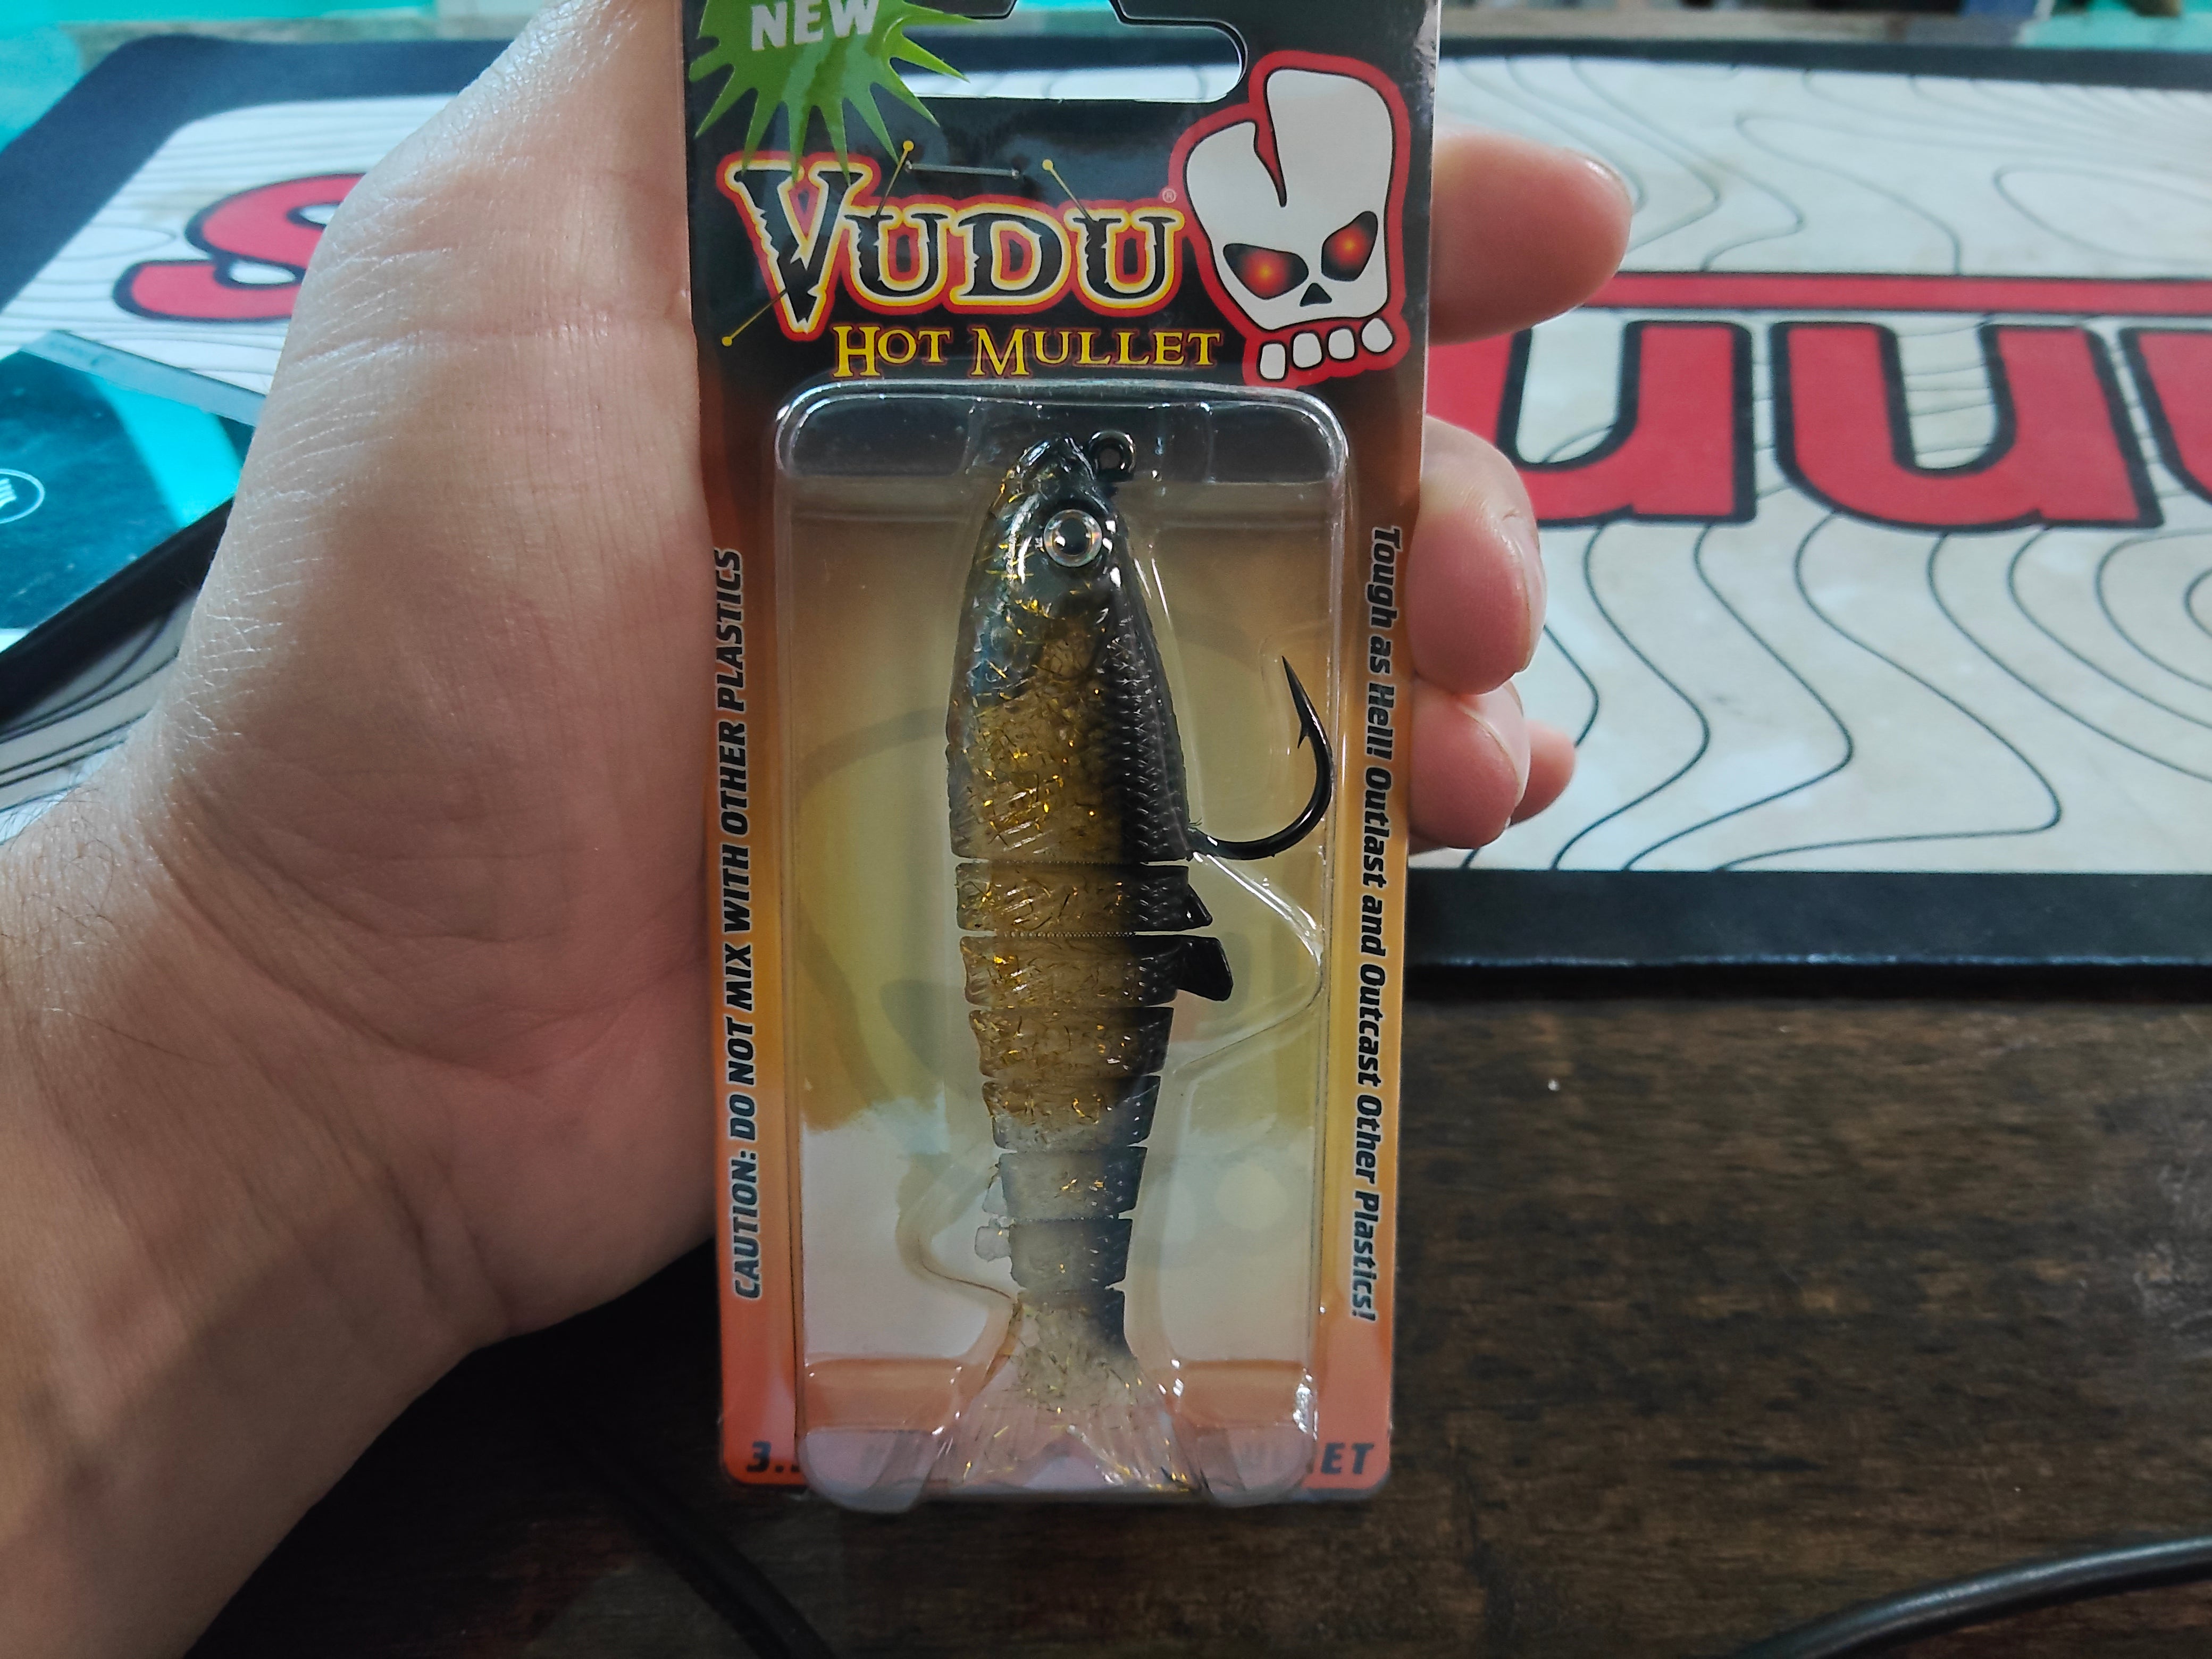 NEW
VUDU®
HOT MULLET
CAUTION: DO NOT MIX WITH OTHER PLASTICS
Tough as Hell! Outlast and Outcast Other Plastics!